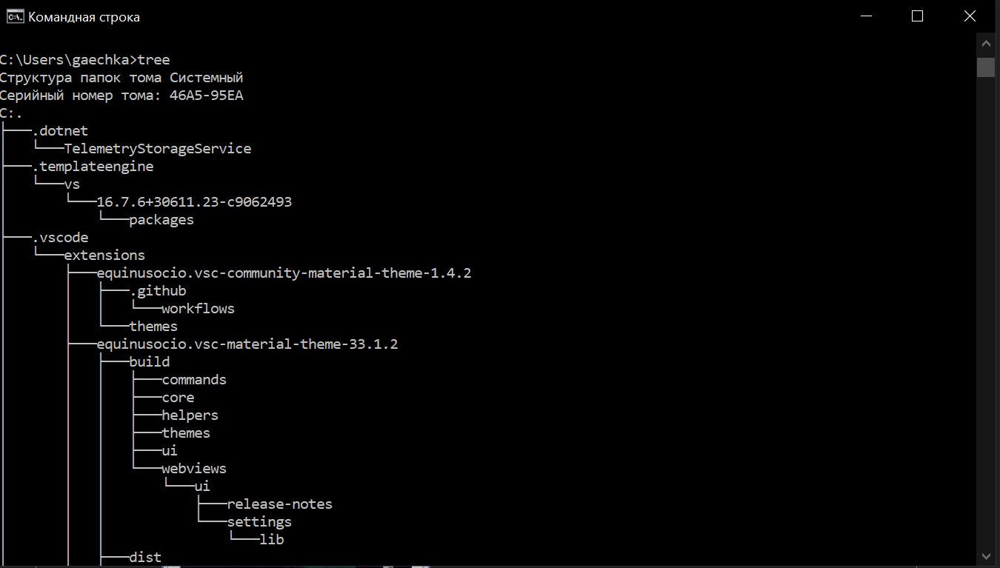 Командная строка
C:\Users\gaechka>tree
Структура папок тома Системный
Серийный номер тома: 46A5-95EA
C:.
├───.dotnet
│   └───TelemetryStorageService
├───.templateengine
│   └───vs
│       └───16.7.6+30611.23-c9062493
│           └───packages
├───.vscode
│   └───extensions
│       ├───equinusocio.vsc-community-material-theme-1.4.2
│       │   ├───.github
│       │   │   └───workflows
│       │   └───themes
│       ├───equinusocio.vsc-material-theme-33.1.2
│       │   ├───build
│       │   │   ├───commands
│       │   │   ├───core
│       │   │   ├───helpers
│       │   │   ├───themes
│       │   │   ├───ui
│       │   │   └───webviews
│       │   │       └───ui
│       │   │           ├───release-notes
│       │   │           └───settings
│       │   │               └───lib
│       │   ├───dist